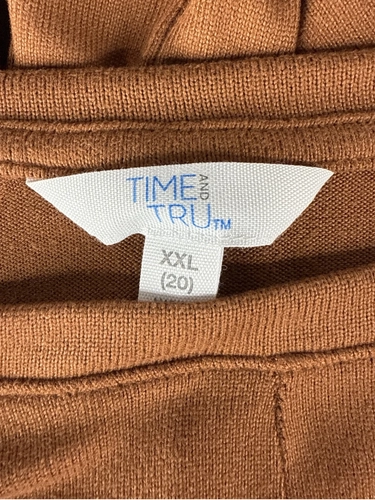 TIME AND
TRU™
XXL
(20)